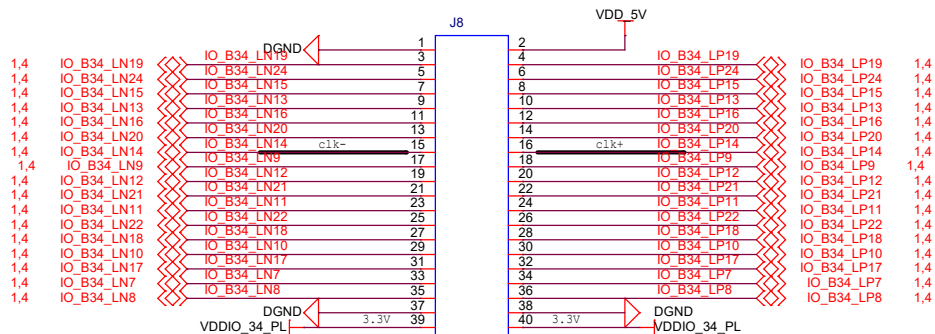 J8
VDD_5V
DGND 1 2
1,4 IO_B34_LN19 IO_B34_LN19 3 4 IO_B34_LP19 IO_B34_LP19 1,4
1,4 IO_B34_LN24 IO_B34_LN24 5 6 IO_B34_LP24 IO_B34_LP24 1,4
1,4 IO_B34_LN15 IO_B34_LN15 7 8 IO_B34_LP15 IO_B34_LP15 1,4
1,4 IO_B34_LN13 IO_B34_LN13 9 10 IO_B34_LP13 IO_B34_LP13 1,4
1,4 IO_B34_LN16 IO_B34_LN16 11 12 IO_B34_LP16 IO_B34_LP16 1,4
1,4 IO_B34_LN20 IO_B34_LN20 13 14 IO_B34_LP20 IO_B34_LP20 1,4
1,4 IO_B34_LN14 IO_B34_LN14 clk- 15 16 clk+ IO_B34_LP14 IO_B34_LP14 1,4
1,4 IO_B34_LN9 IO_B34_LN9 17 18 IO_B34_LP9 IO_B34_LP9 1,4
1,4 IO_B34_LN12 IO_B34_LN12 19 20 IO_B34_LP12 IO_B34_LP12 1,4
1,4 IO_B34_LN21 IO_B34_LN21 21 22 IO_B34_LP21 IO_B34_LP21 1,4
1,4 IO_B34_LN11 IO_B34_LN11 23 24 IO_B34_LP11 IO_B34_LP11 1,4
1,4 IO_B34_LN22 IO_B34_LN22 25 26 IO_B34_LP22 IO_B34_LP22 1,4
1,4 IO_B34_LN18 IO_B34_LN18 27 28 IO_B34_LP18 IO_B34_LP18 1,4
1,4 IO_B34_LN10 IO_B34_LN10 29 30 IO_B34_LP10 IO_B34_LP10 1,4
1,4 IO_B34_LN17 IO_B34_LN17 31 32 IO_B34_LP17 IO_B34_LP17 1,4
1,4 IO_B34_LN7 IO_B34_LN7 33 34 IO_B34_LP7 IO_B34_LP7 1,4
1,4 IO_B34_LN8 IO_B34_LN8 35 36 IO_B34_LP8 IO_B34_LP8 1,4
DGND 37 38 DGND
VDDIO_34_PL 3.3V 39 40 3.3V VDDIO_34_PL